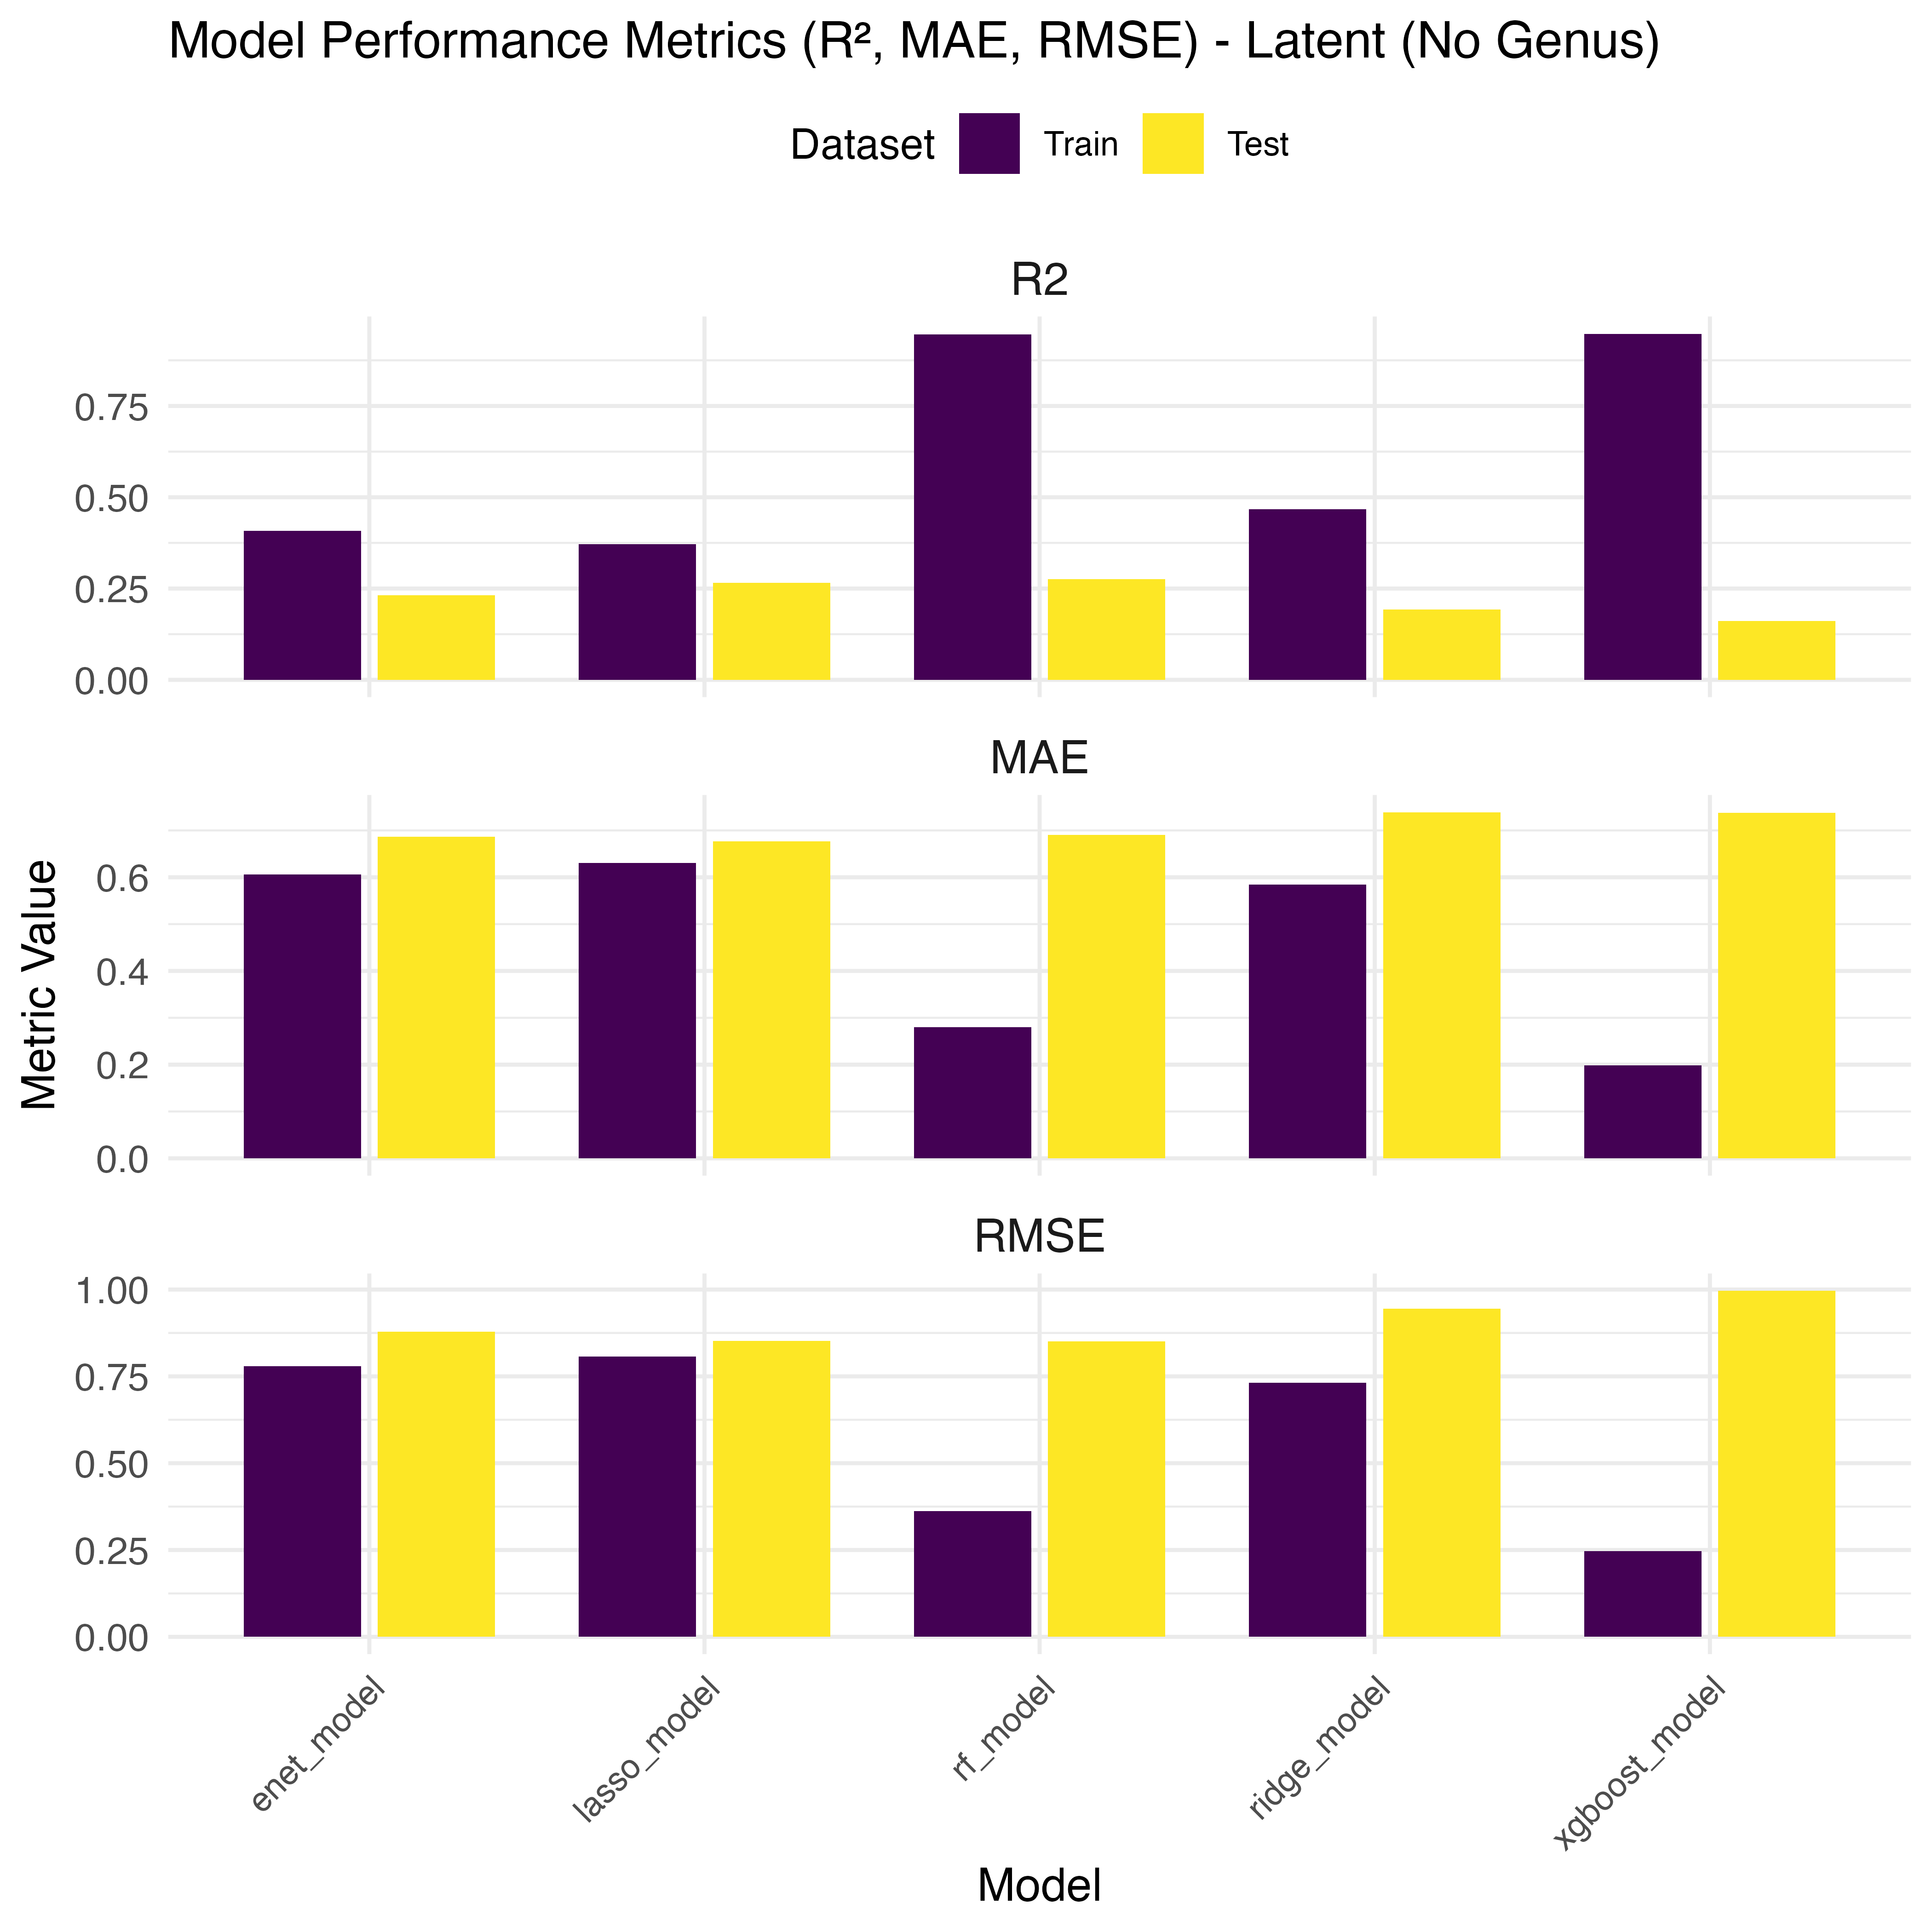 Model Performance Metrics (R², MAE, RMSE) - Latent (No Genus)
Dataset Train Test
R2
0.75
0.50
0.25
0.00
MAE
0.6
0.4
0.2
0.0
Metric Value
RMSE
1.00
0.75
0.50
0.25
0.00
enet_model
lasso_model
rf_model
ridge_model
xgboost_model
Model